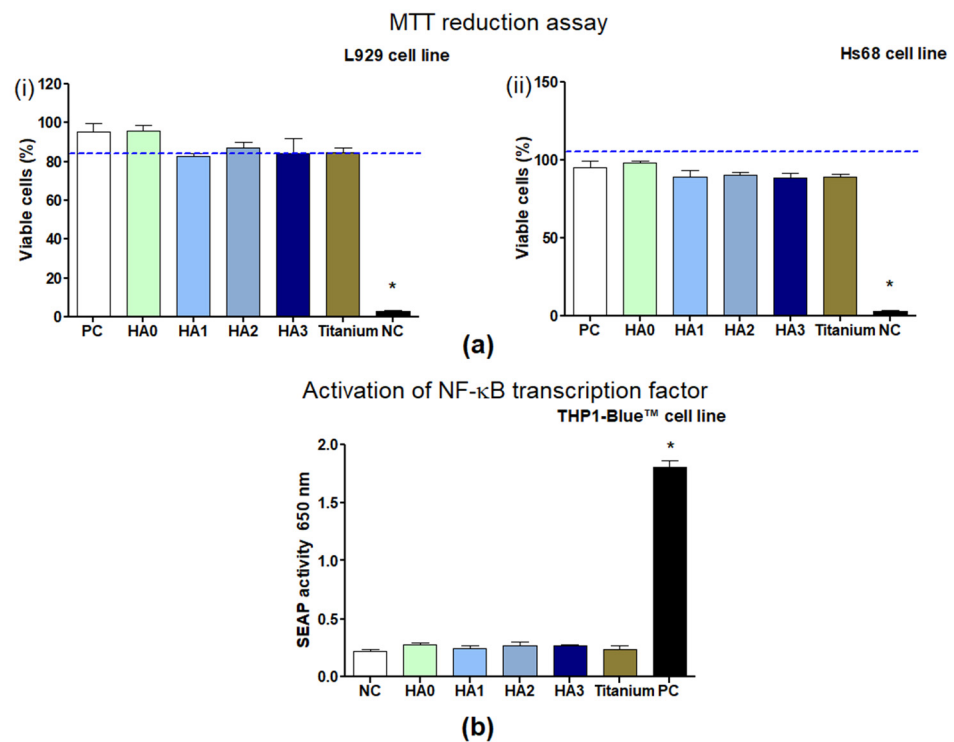 MTT reduction assay
L929 cell line
Hs68 cell line
(i)
Viable cells (%)
120
100
80
60
40
20
0
*
PC HA0 HA1 HA2 HA3 Titanium NC
(ii)
Viable cells (%)
150
100
50
0
*
PC HA0 HA1 HA2 HA3 Titanium NC
(a)
Activation of NF-κB transcription factor
THP1-Blue™ cell line
SEAP activity 650 nm
2.0
1.5
1.0
0.5
0.0
*
NC HA0 HA1 HA2 HA3 Titanium PC
(b)